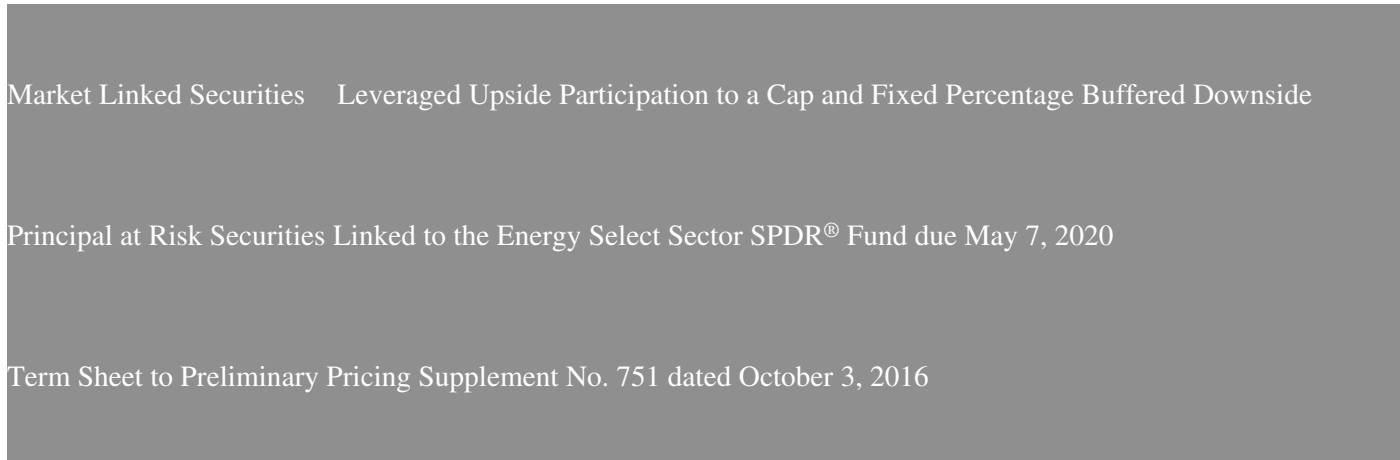 Market Linked Securities Leveraged Upside Participation to a Cap and Fixed Percentage Buffered Downside
Principal at Risk Securities Linked to the Energy Select Sector SPDR® Fund due May 7, 2020
Term Sheet to Preliminary Pricing Supplement No. 751 dated October 3, 2016